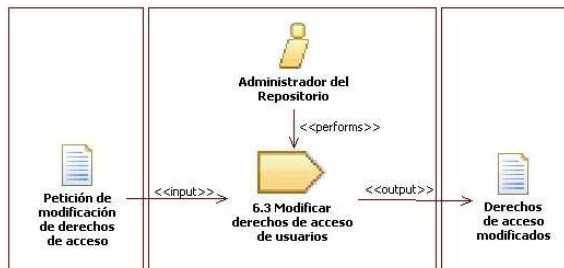 Administrador del
Repositorio
<<performs>>
Petición de
modificación
de derechos
de acceso
<<input>>
6.3 Modificar
derechos de acceso
de usuarios
<<output>>
Derechos
de acceso
modificados